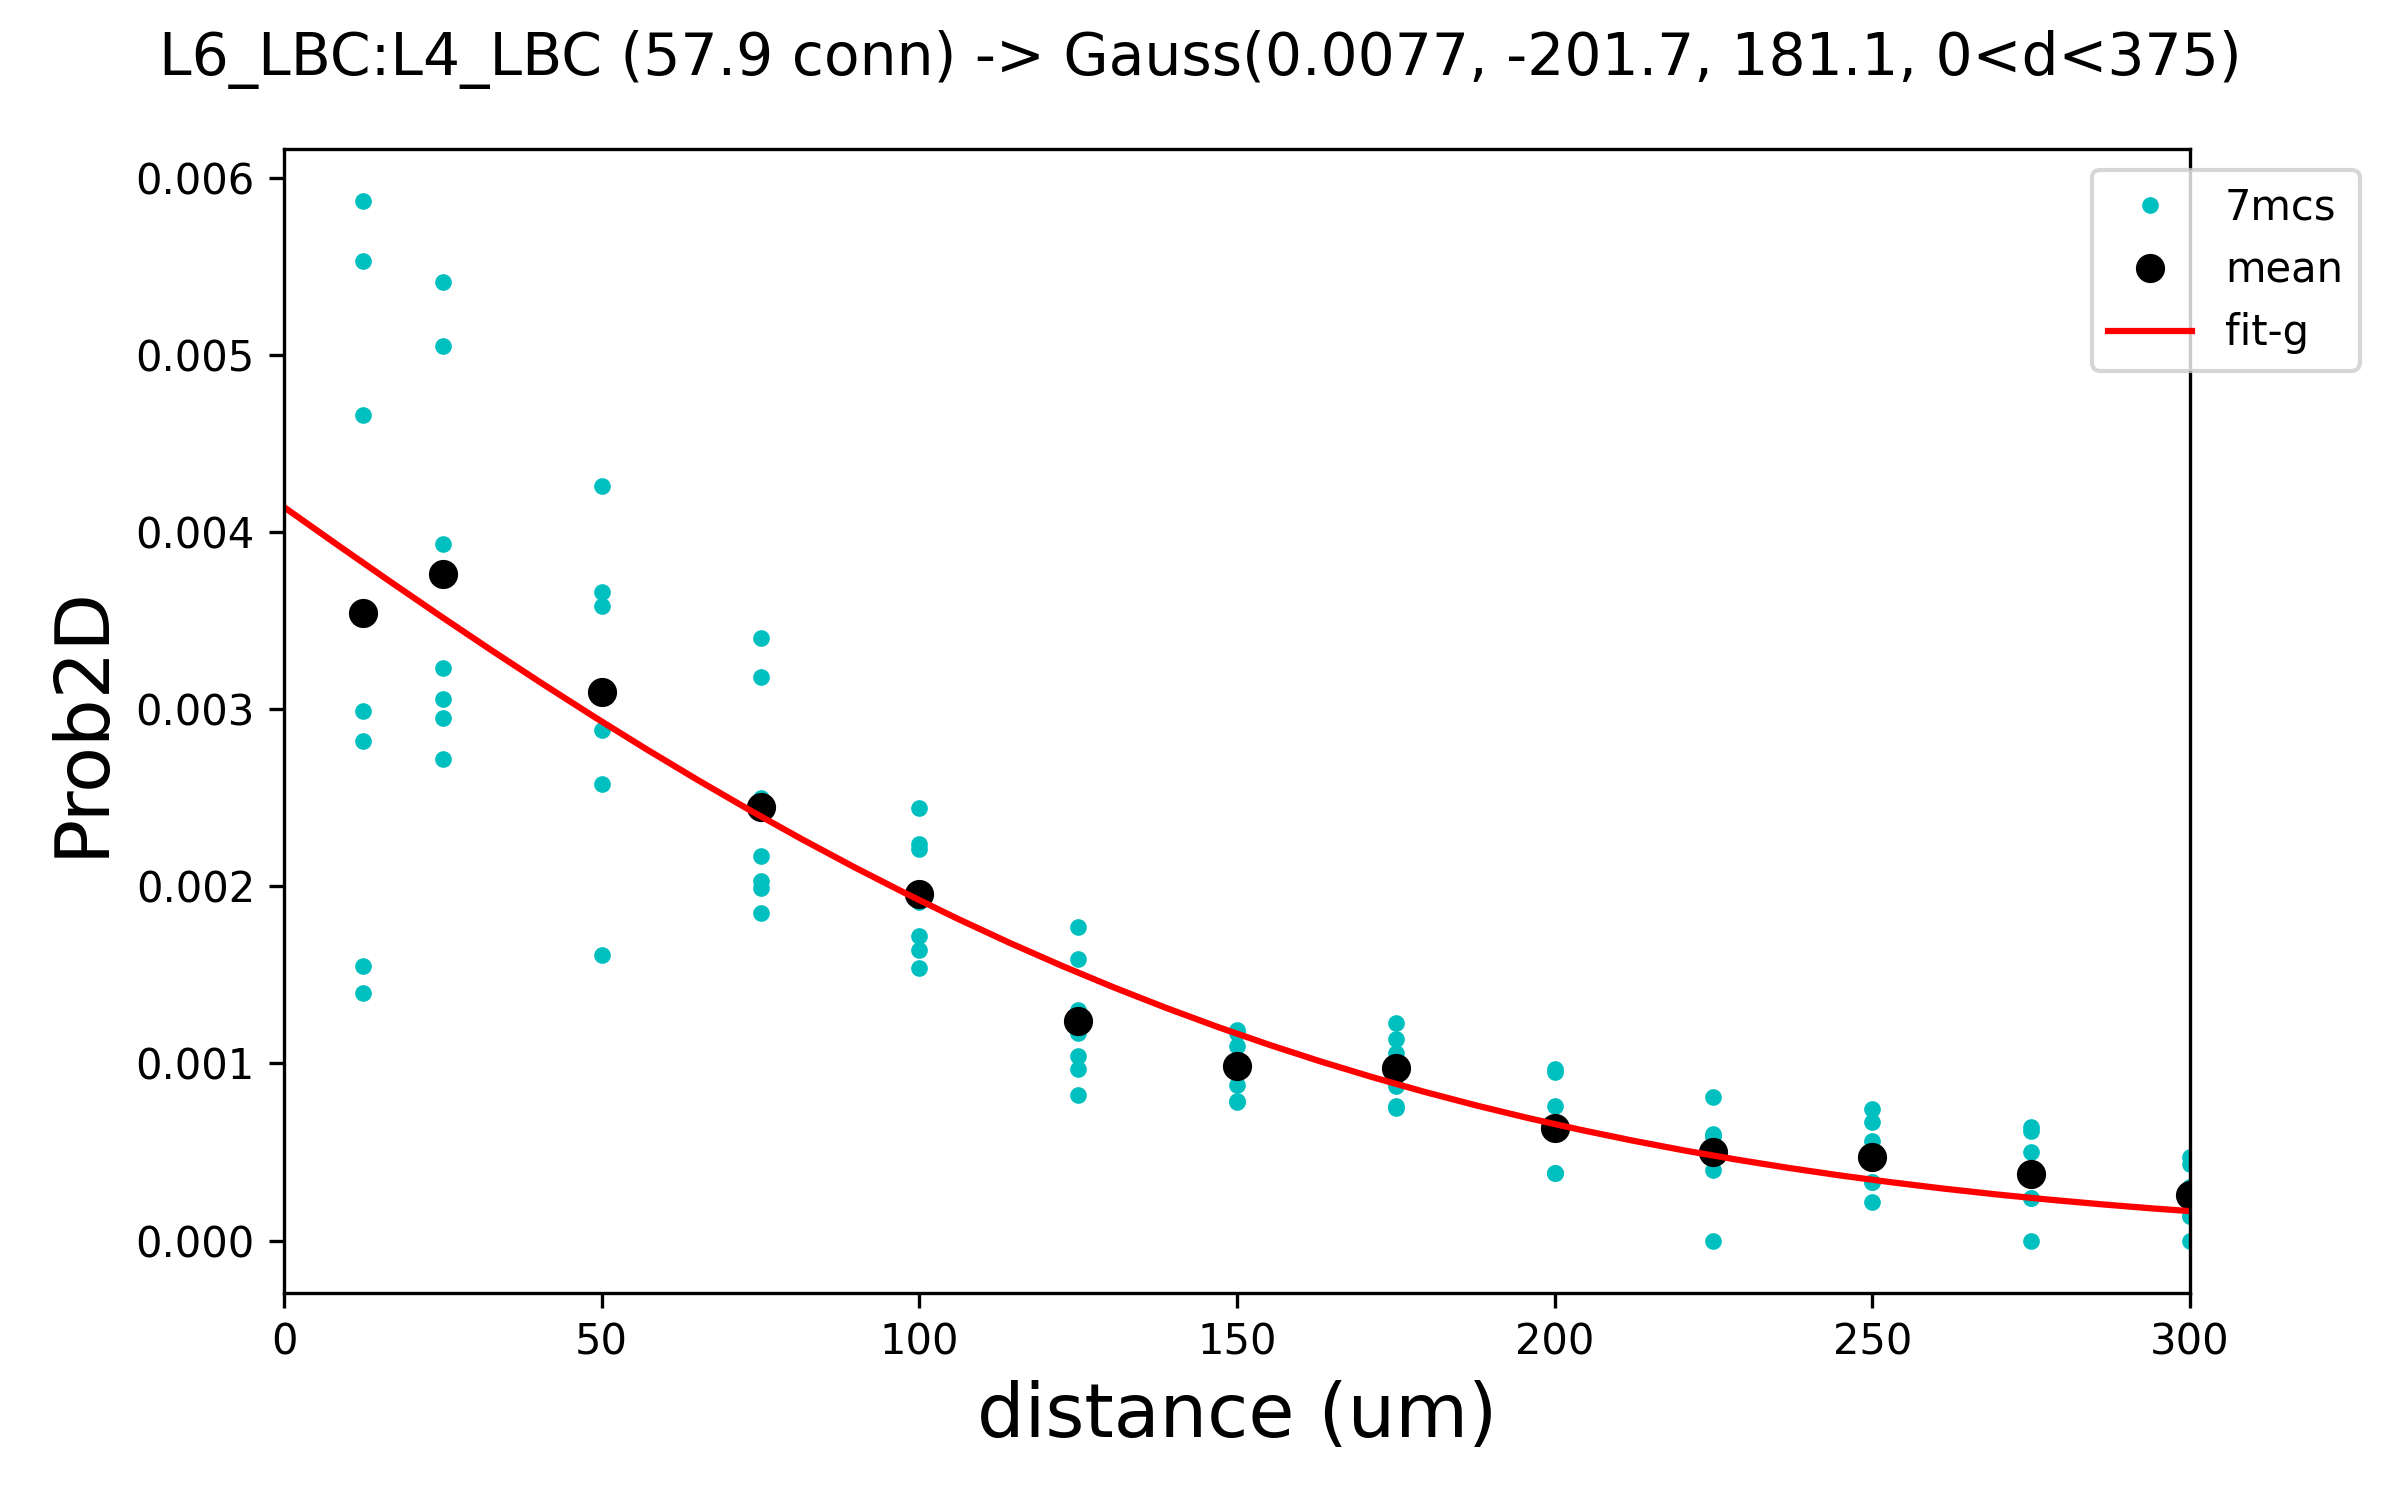 L6_LBC:L4_LBC (57.9 conn) -> Gauss(0.0077, -201.7, 181.1, 0<d<375)
7mcs
mean
fit-g
Prob2D
0.006
0.005
0.004
0.003
0.002
0.001
0.000
0 50 100 150 200 250 300
distance (um)